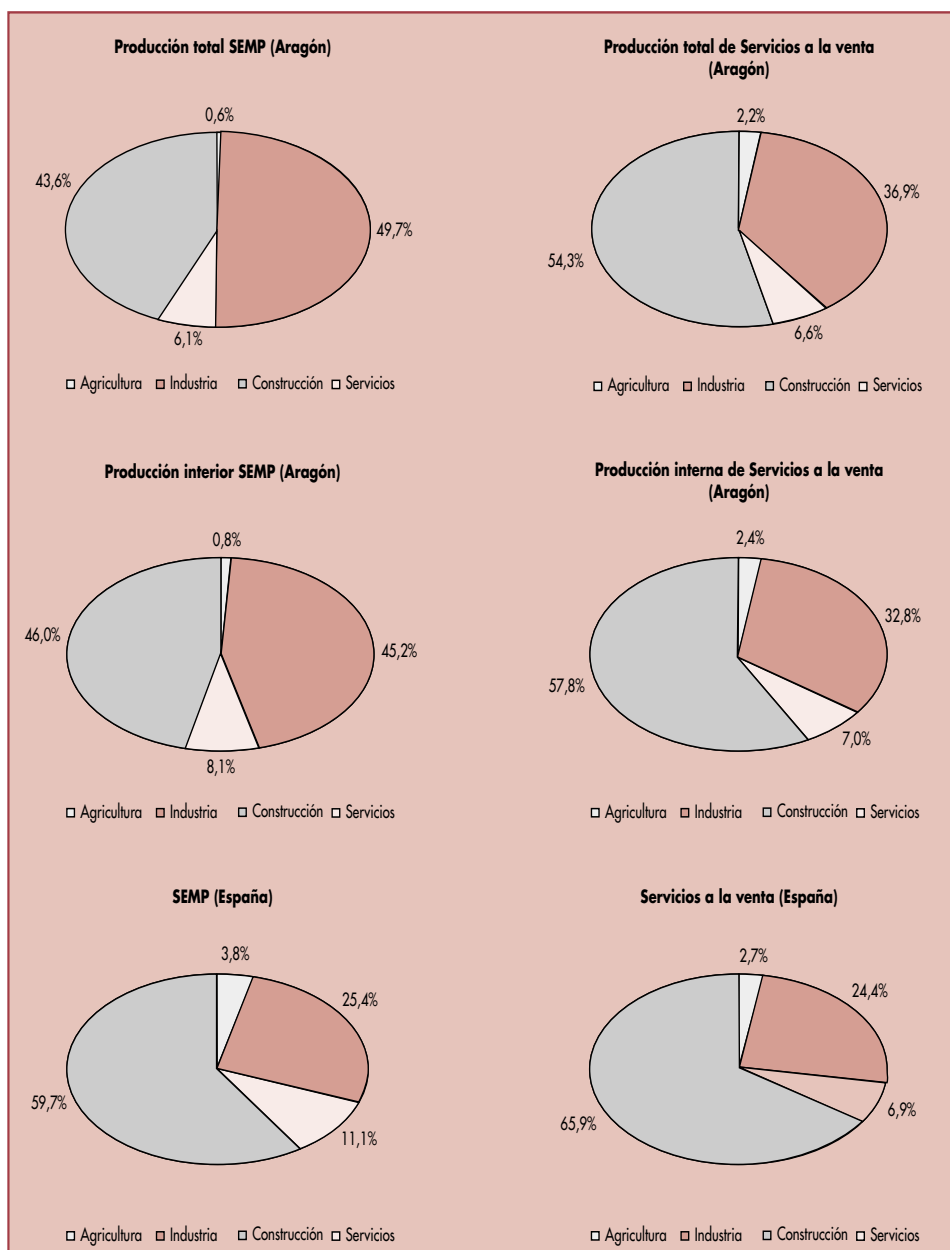 Producción total SEMP (Aragón)
0,6%
43,6%
49,7%
6,1%
Agricultura Industria Construcción Servicios
Producción total de Servicios a la venta
(Aragón)
2,2%
36,9%
54,3%
6,6%
Agricultura Industria Construcción Servicios
Producción interior SEMP (Aragón)
0,8%
46,0%
45,2%
8,1%
Agricultura Industria Construcción Servicios
Producción interna de Servicios a la venta
(Aragón)
2,4%
32,8%
57,8%
7,0%
Agricultura Industria Construcción Servicios
SEMP (España)
3,8%
25,4%
59,7%
11,1%
Agricultura Industria Construcción Servicios
Servicios a la venta (España)
2,7%
24,4%
6,9%
65,9%
Agricultura Industria Construcción Servicios